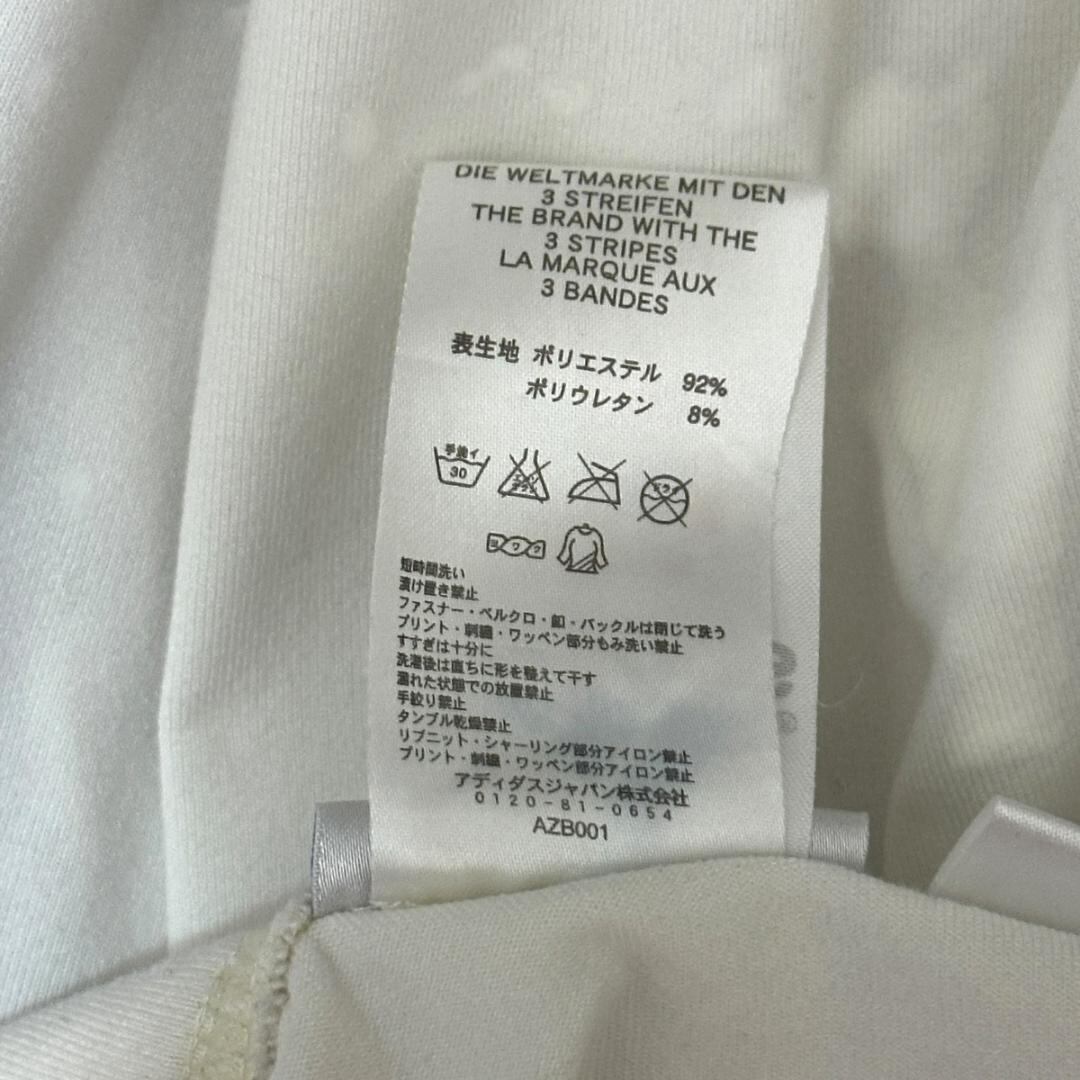 DIE WELTMARKE MIT DEN
3 STREIFEN
THE BRAND WITH THE
3 STRIPES
LA MARQUE AUX
3 BANDES
表生地 ポリエステル 92%
ポリウレタン 8%
手洗イ
30
ドライ
ヨワク
短時間洗い
漬け置き禁止
ファスナー・ベルクロ・釦・バックルは閉じて洗う
プリント・刺繍・ワッペン部分もみ洗い禁止
すすぎは十分に
洗濯後は直ちに形を整えて干す
濡れた状態での放置禁止
手絞り禁止
タンブル乾燥禁止
リブニット・シャーリング部分アイロン禁止
プリント・刺繍・ワッペン部分アイロン禁止
アディダスジャパン株式会社
0120-81-0654
AZB001